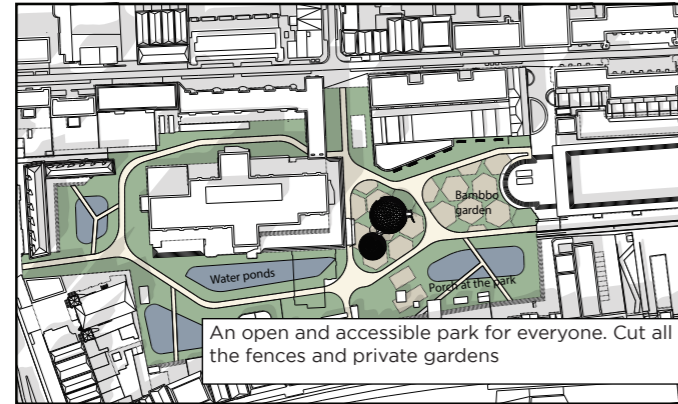 Bambbo
garden
Water ponds
Porch at the park
An open and accessible park for everyone. Cut all
the fences and private gardens